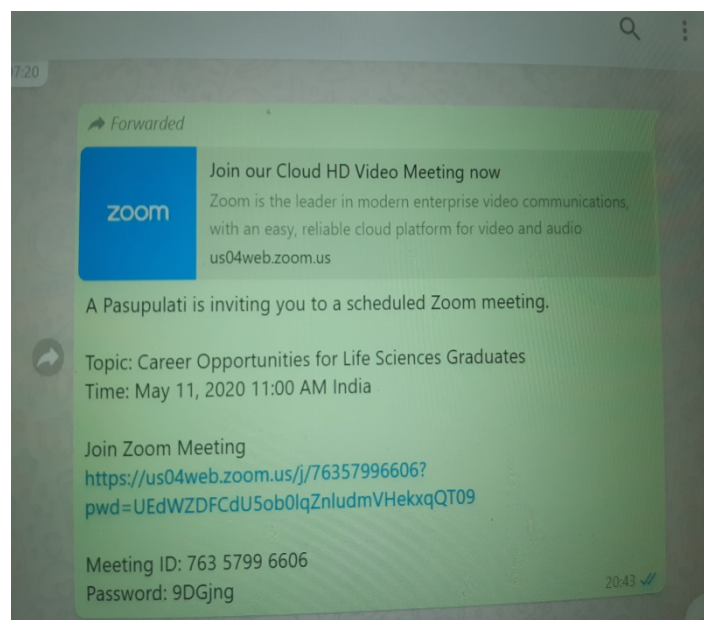 7:20
Forwarded
zoom
Join our Cloud HD Video Meeting now
Zoom is the leader in modern enterprise video communications,
with an easy, reliable cloud platform for video and audio
us04web.zoom.us
A Pasupulati is inviting you to a scheduled Zoom meeting.
Topic: Career Opportunities for Life Sciences Graduates
Time: May 11, 2020 11:00 AM India
Join Zoom Meeting
https://us04web.zoom.us/j/76357996606?
pwd=UEdWZDFCdU5ob0lqZnludmVHekxqQT09
Meeting ID: 763 5799 6606
Password: 9DGjng
20:43